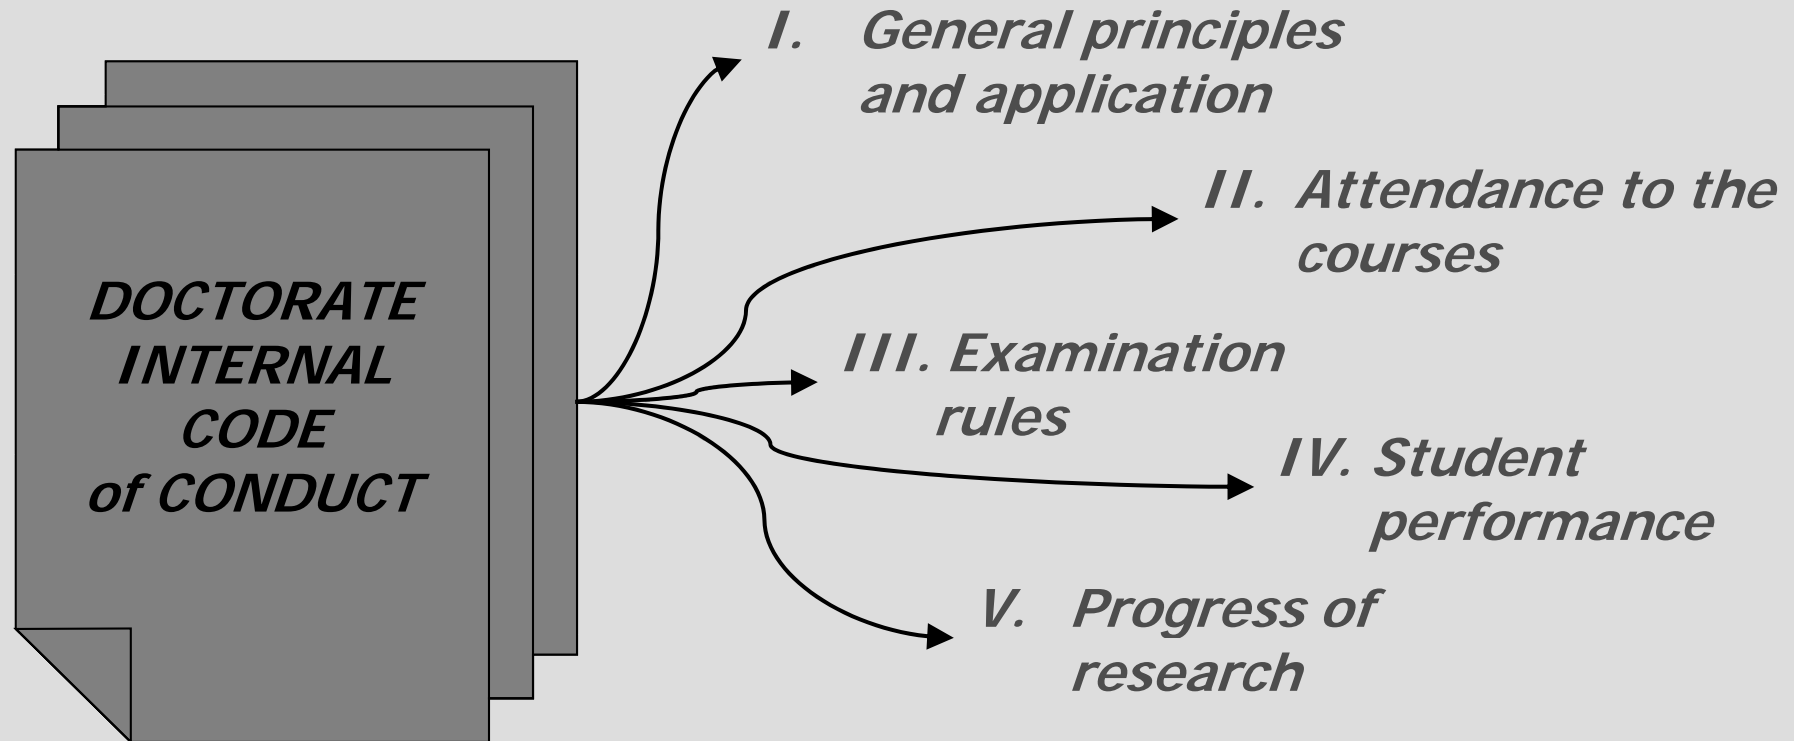 DOCTORATE
INTERNAL
CODE
of CONDUCT
I. General principles
and application
II. Attendance to the
courses
III. Examination
rules
IV. Student
performance
V. Progress of
research